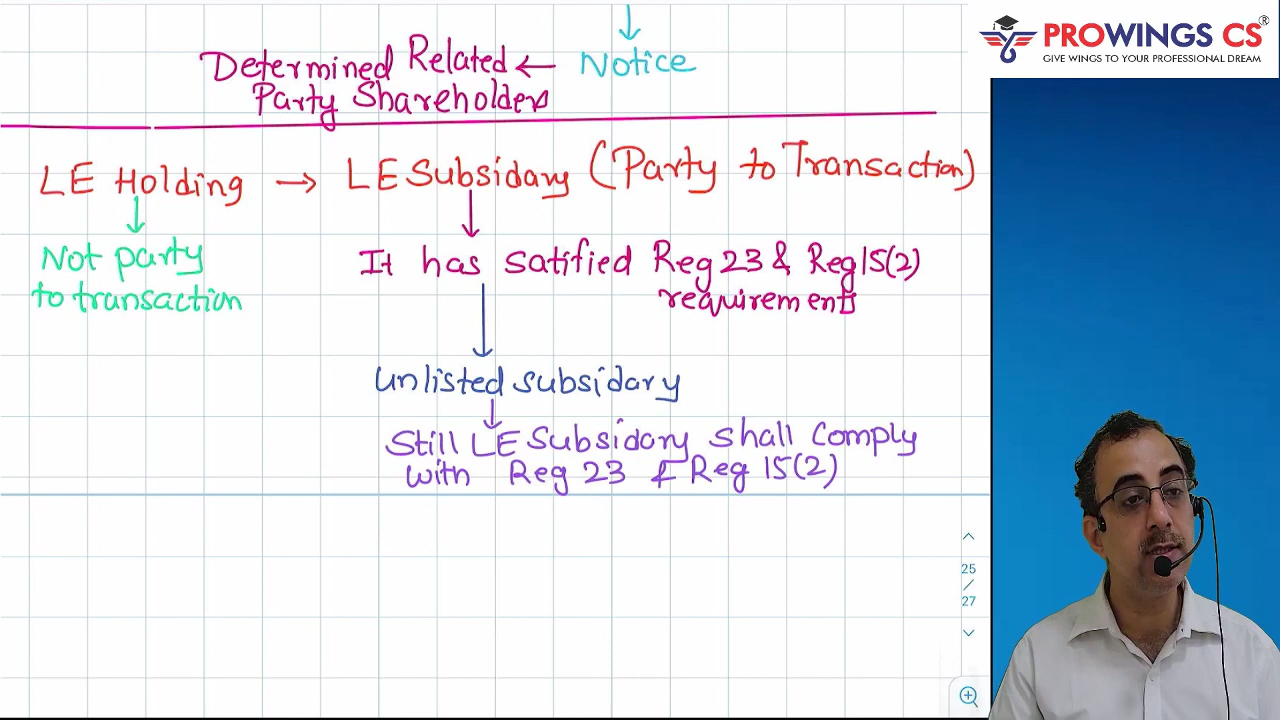 PROWINGS CS®
GIVE WINGS TO YOUR PROFESSIONAL DREAM
Determined Related ← Notice
Party Shareholders
LE Holding → LE Subsidary (Party to Transaction)
Not party
to transaction
It has satified Reg 23 & Reg 15(2)
requirements
Unlisted subsidary
Still LE Subsidary shall comply
with Reg 23 & Reg 15(2)
25
/
27